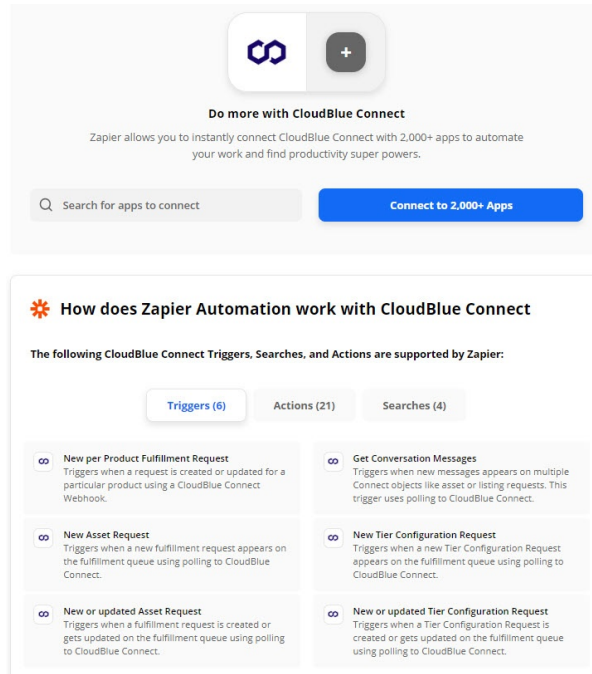 Do more with CloudBlue Connect
Zapier allows you to instantly connect CloudBlue Connect with 2,000+ apps to automate
your work and find productivity super powers.
Search for apps to connect
Connect to 2,000+ Apps
How does Zapier Automation work with CloudBlue Connect
The following CloudBlue Connect Triggers, Searches, and Actions are supported by Zapier:
Triggers (6)
Actions (21)
Searches (4)
New per Product Fulfillment Request
Triggers when a request is created or updated for a
particular product using a CloudBlue Connect
Webhook.
Get Conversation Messages
Triggers when new messages appears on multiple
Connect objects like asset or listing requests. This
trigger uses polling to CloudBlue Connect.
New Asset Request
Triggers when a new fulfillment request appears on
the fulfillment queue using polling to CloudBlue
Connect.
New Tier Configuration Request
Triggers when a new Tier Configuration Request
appears on the fulfillment queue using polling to
CloudBlue Connect.
New or updated Asset Request
Triggers when a fulfillment request is created or
gets updated on the fulfillment queue using polling
to CloudBlue Connect.
New or updated Tier Configuration Request
Triggers when a Tier Configuration Request is
created or gets updated on the fulfillment queue
using polling to CloudBlue Connect.